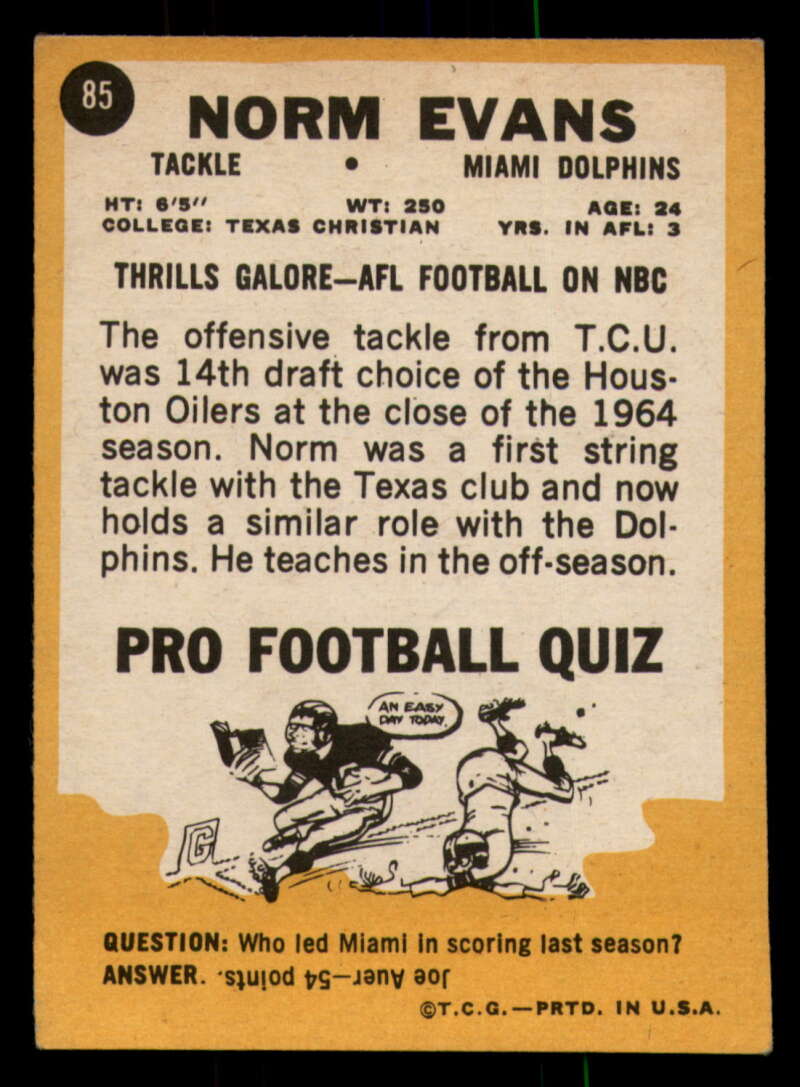 85
NORM EVANS
TACKLE • MIAMI DOLPHINS
HT: 6'5" WT: 250 AGE: 24
COLLEGE: TEXAS CHRISTIAN YRS. IN AFL: 3
THRILLS GALORE—AFL FOOTBALL ON NBC
The offensive tackle from T.C.U.
was 14th draft choice of the Hous-
ton Oilers at the close of the 1964
season. Norm was a first string
tackle with the Texas club and now
holds a similar role with the Dol-
phins. He teaches in the off-season.
PRO FOOTBALL QUIZ
AN EASY
DAY TODAY.
G
QUESTION: Who led Miami in scoring last season?
ANSWER. Joe Auer—54 points.
©T.C.G.—PRTD. IN U.S.A.